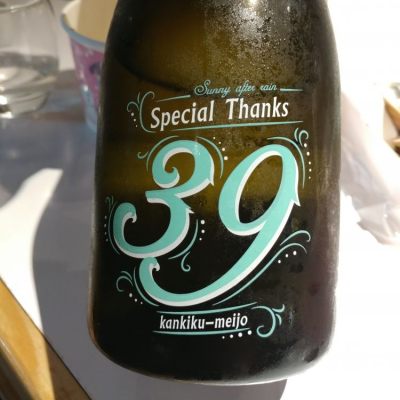 Sunny after rain
Special Thanks
39
kankiku-meijo